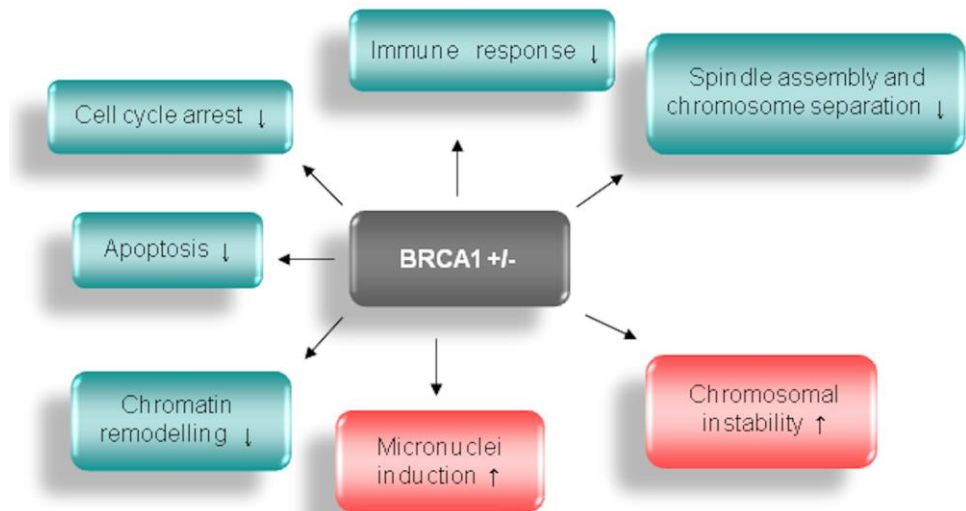 Immune response ↓
Spindle assembly and
chromosome separation ↓
Cell cycle arrest ↓
Apoptosis ↓
BRCA1 +/-
Chromatin
remodelling ↓
Micronuclei
induction ↑
Chromosomal
instability ↑